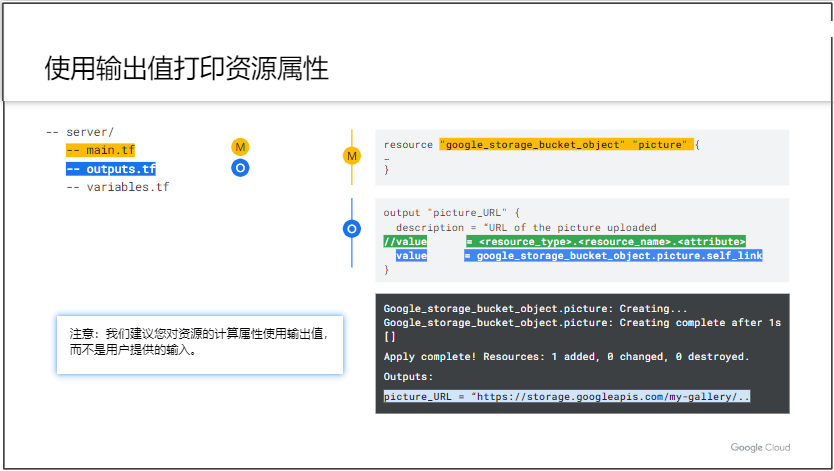 使用输出值打印资源属性
-- server/
-- main.tf
-- outputs.tf
-- variables.tf
M
O
M
resource "google_storage_bucket_object" "picture" {
…
}
O
output "picture_URL" {
description = “URL of the picture uploaded
//value = <resource_type>.<resource_name>.<attribute>
value = google_storage_bucket_object.picture.self_link
}
注意：我们建议您对资源的计算属性使用输出值，
而不是用户提供的输入。
Google_storage_bucket_object.picture: Creating...
Google_storage_bucket_object.picture: Creating complete after 1s
[]
Apply complete! Resources: 1 added, 0 changed, 0 destroyed.
Outputs:
picture_URL = “https://storage.googleapis.com/my-gallery/..
Google Cloud